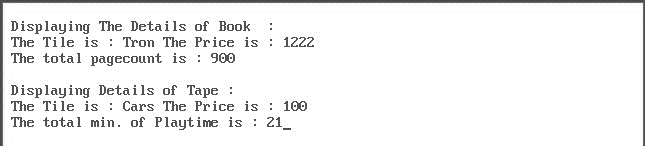 Displaying The Details of Book  :
The Tile is : Tron The Price is : 1222
The total pagecount is : 900
Displaying Details of Tape :
The Tile is : Cars The Price is : 100
The total min. of Playtime is : 21_